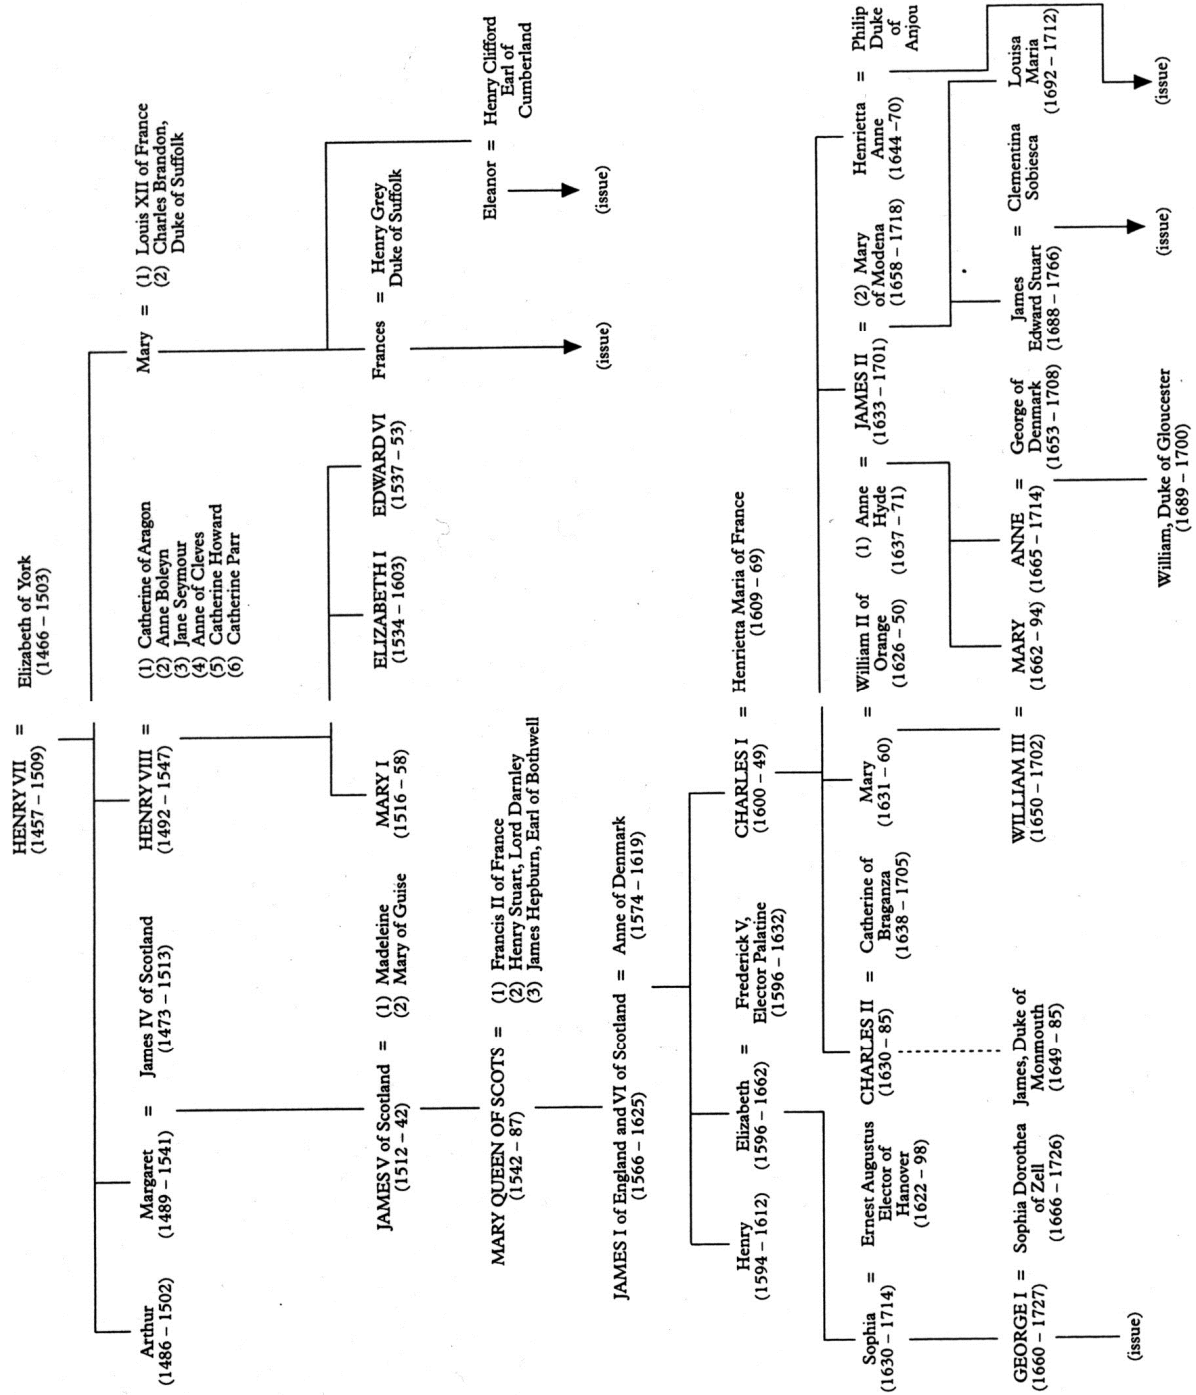 HENRY VII = Elizabeth of York
(1457 – 1509) (1466 – 1503)
Arthur
(1486 – 1502)
Margaret = James IV of Scotland
(1489 – 1541) (1473 – 1513)
HENRY VIII =
(1492 – 1547)
(1) Catherine of Aragon
(2) Anne Boleyn
(3) Jane Seymour
(4) Anne of Cleves
(5) Catherine Howard
(6) Catherine Parr
Mary = (1) Louis XII of France
(2) Charles Brandon,
Duke of Suffolk
JAMES V of Scotland = (1) Madeleine
(1512 – 42) (2) Mary of Guise
MARY I
(1516 – 58)
ELIZABETH I
(1534 – 1603)
EDWARD VI
(1537 – 53)
Frances = Henry Grey
Duke of Suffolk
(issue)
Eleanor = Henry Clifford
Earl of
Cumberland
(issue)
MARY QUEEN OF SCOTS = (1) Francis II of France
(1542 – 87) (2) Henry Stuart, Lord Darnley
(3) James Hepburn, Earl of Bothwell
JAMES I of England and VI of Scotland = Anne of Denmark
(1566 – 1625) (1574 – 1619)
Henry
(1594 – 1612)
Elizabeth = Frederick V,
(1596 – 1662) Elector Palatine
(1596 – 1632)
CHARLES I = Henrietta Maria of France
(1600 – 49) (1609 – 69)
Sophia = Ernest Augustus
(1630 – 1714) Elector of
Hanover
(1622 – 98)
CHARLES II = Catherine of
(1630 – 85) Braganza
(1638 – 1705)
Mary = William II of
(1631 – 60) Orange
(1626 – 50)
(1) Anne = JAMES II = (2) Mary
Hyde (1633 – 1701) of Modena
(1637 – 71) (1658 – 1718)
Henrietta = Philip
Anne Duke
(1644 –70) of
Anjou
GEORGE I = Sophia Dorothea
(1660 – 1727) of Zell
(1666 – 1726)
(issue)
James, Duke of
Monmouth
(1649 – 85)
WILLIAM III = MARY
(1650 – 1702) (1662 – 94)
ANNE = George of
(1665 – 1714) Denmark
(1653 – 1708)
William, Duke of Gloucester
(1689 – 1700)
James = Clementina
Edward Stuart Sobiesca
(1688 – 1766)
(issue)
Louisa
Maria
(1692 – 1712)
(issue)